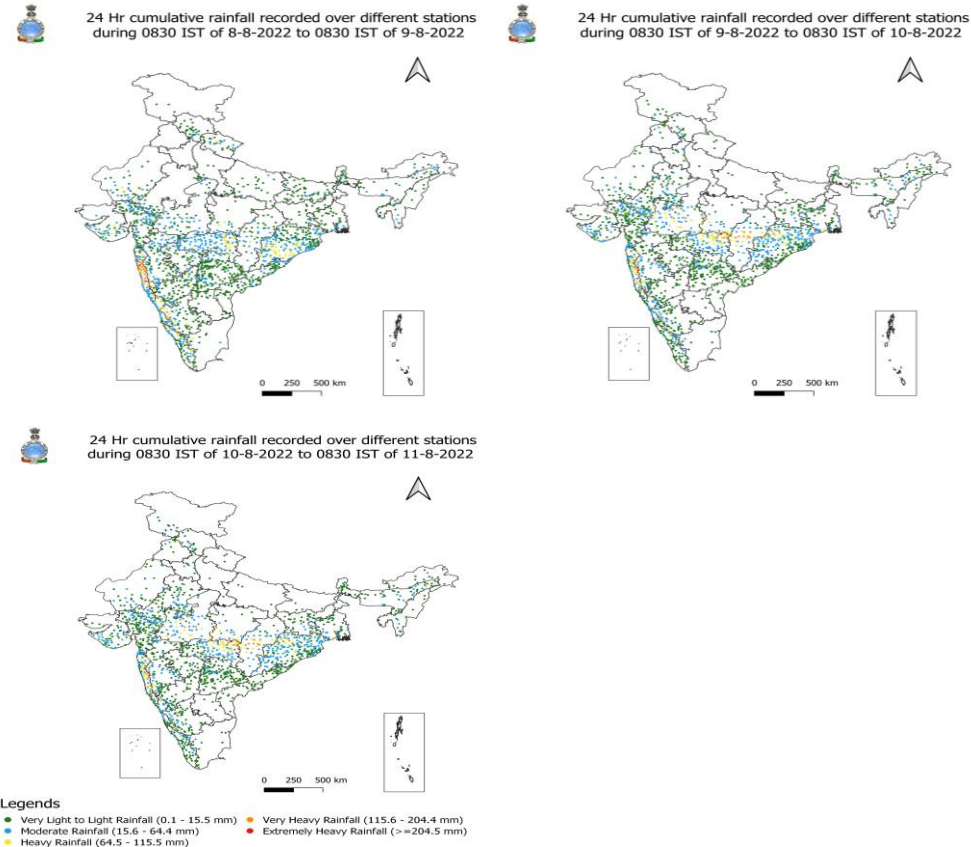 24 Hr cumulative rainfall recorded over different stations
during 0830 IST of 8-8-2022 to 0830 IST of 9-8-2022
24 Hr cumulative rainfall recorded over different stations
during 0830 IST of 9-8-2022 to 0830 IST of 10-8-2022
0 250 500 km
0 250 500 km
24 Hr cumulative rainfall recorded over different stations
during 0830 IST of 10-8-2022 to 0830 IST of 11-8-2022
0 250 500 km
Legends
Very Light to Light Rainfall (0.1 - 15.5 mm)
Moderate Rainfall (15.6 - 64.4 mm)
Heavy Rainfall (64.5 - 115.5 mm)
Very Heavy Rainfall (115.6 - 204.4 mm)
Extremely Heavy Rainfall (>=204.5 mm)